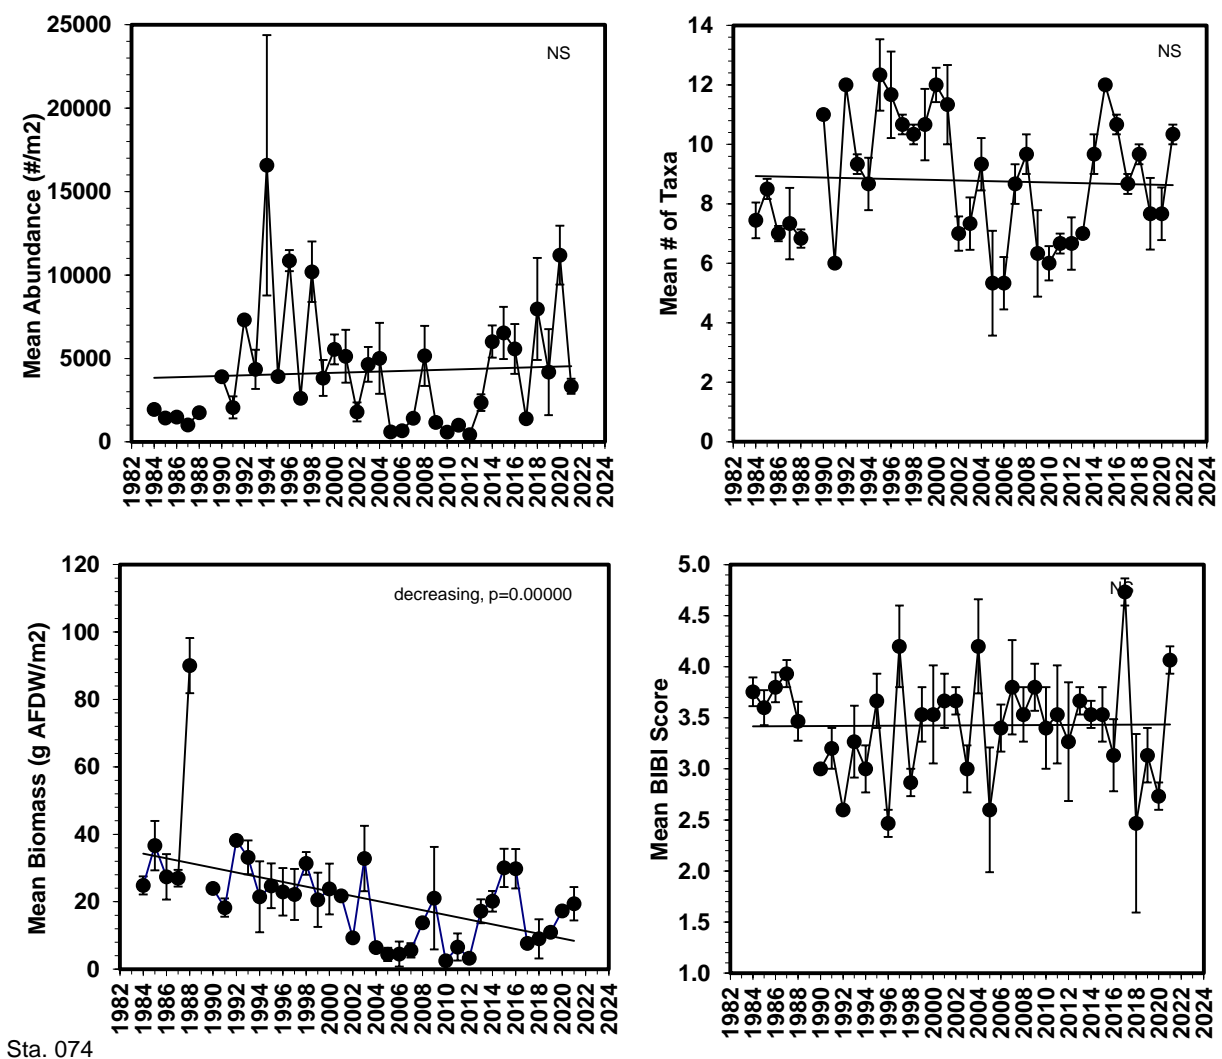 25000
20000
15000
10000
5000
0
Mean Abundance (#/m2)
NS
1982 1984 1986 1988 1990 1992 1994 1996 1998 2000 2002 2004 2006 2008 2010 2012 2014 2016 2018 2020 2022 2024
14
12
10
8
6
4
2
0
Mean # of Taxa
NS
1982 1984 1986 1988 1990 1992 1994 1996 1998 2000 2002 2004 2006 2008 2010 2012 2014 2016 2018 2020 2022 2024
120
100
80
60
40
20
0
Mean Biomass (g AFDW/m2)
decreasing, p=0.00000
1982 1984 1986 1988 1990 1992 1994 1996 1998 2000 2002 2004 2006 2008 2010 2012 2014 2016 2018 2020 2022 2024
5.0
4.5
4.0
3.5
3.0
2.5
2.0
1.5
1.0
Mean BIBI Score
NS
1982 1984 1986 1988 1990 1992 1994 1996 1998 2000 2002 2004 2006 2008 2010 2012 2014 2016 2018 2020 2022 2024
Sta. 074